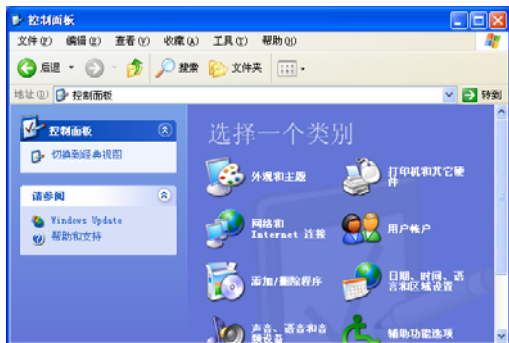 控制面板
文件(F) 编辑(E) 查看(V) 收藏(A) 工具(T) 帮助(H)
后退 搜索 文件夹
地址(D) 控制面板 转到
控制面板
切换到经典视图
请参阅
Windows Update
帮助和支持
选择一个类别
外观和主题
打印机和其它硬
件
网络和
Internet 连接
用户帐户
添加/删除程序
日期、时间、语
言和区域设置
声音、语音和音
频设备
辅助功能选项